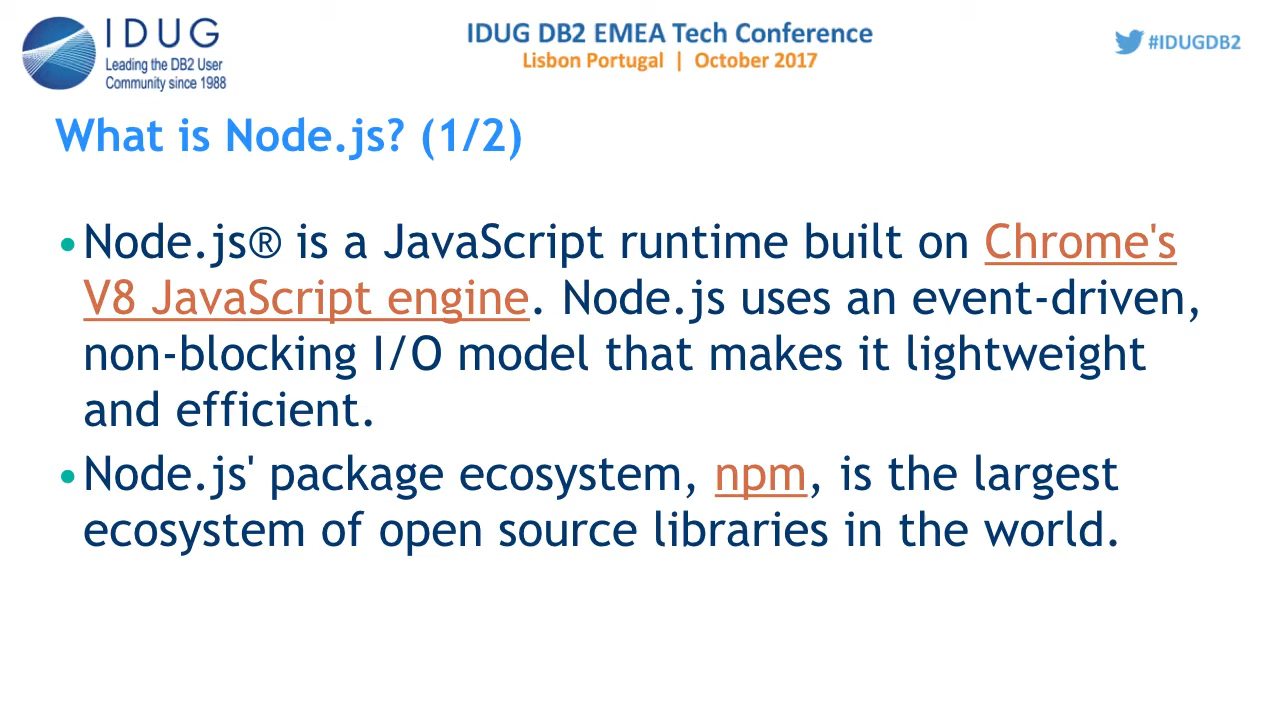 IDUG
Leading the DB2 User
Community since 1988
IDUG DB2 EMEA Tech Conference
Lisbon Portugal | October 2017
#IDUGDB2
What is Node.js? (1/2)
•Node.js® is a JavaScript runtime built on Chrome's
V8 JavaScript engine. Node.js uses an event-driven,
non-blocking I/O model that makes it lightweight
and efficient.
•Node.js' package ecosystem, npm, is the largest
ecosystem of open source libraries in the world.